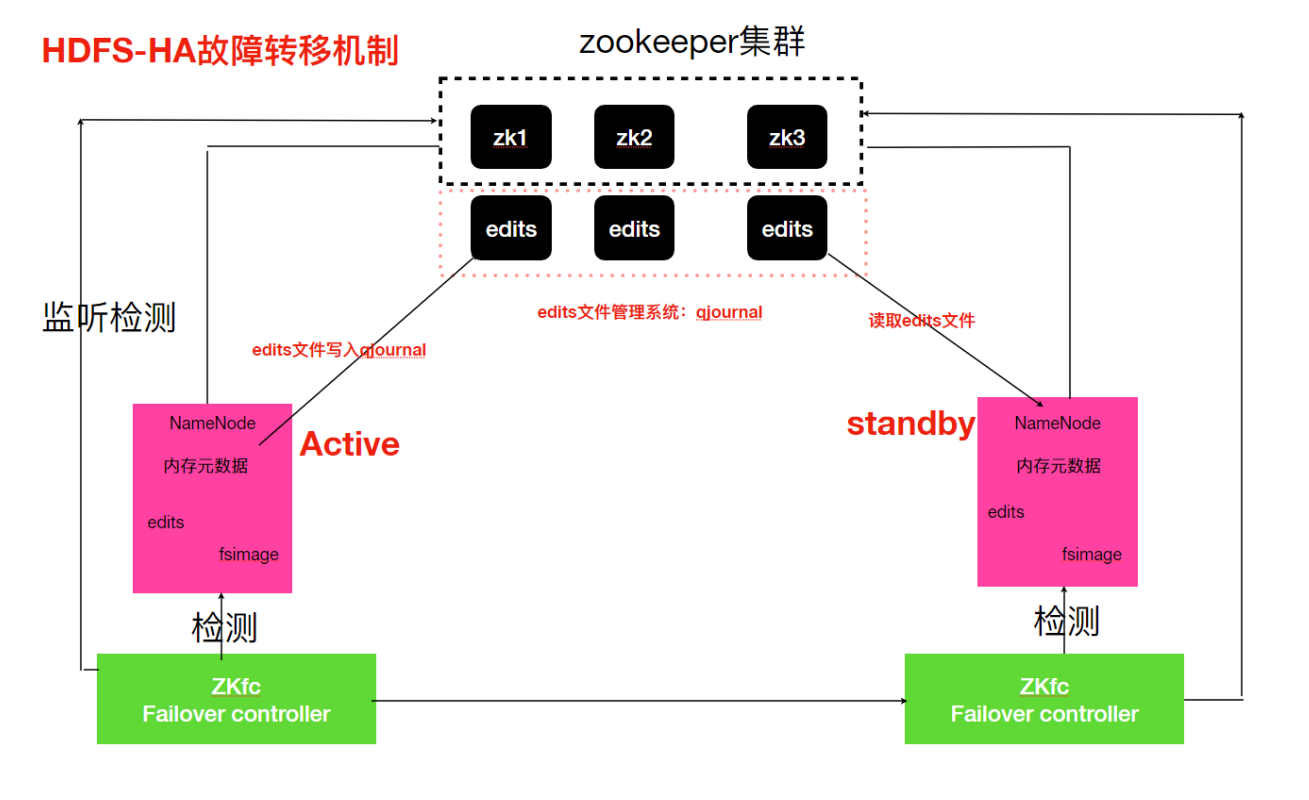 HDFS-HA故障转移机制
zookeeper集群
zk1
zk2
zk3
edits
edits
edits
监听检测
edits文件管理系统：qjournal
读取edits文件
edits文件写入qjournal
NameNode
内存元数据
edits
fsimage
Active
standby
NameNode
内存元数据
edits
fsimage
检测
检测
ZKfc
Failover controller
ZKfc
Failover controller